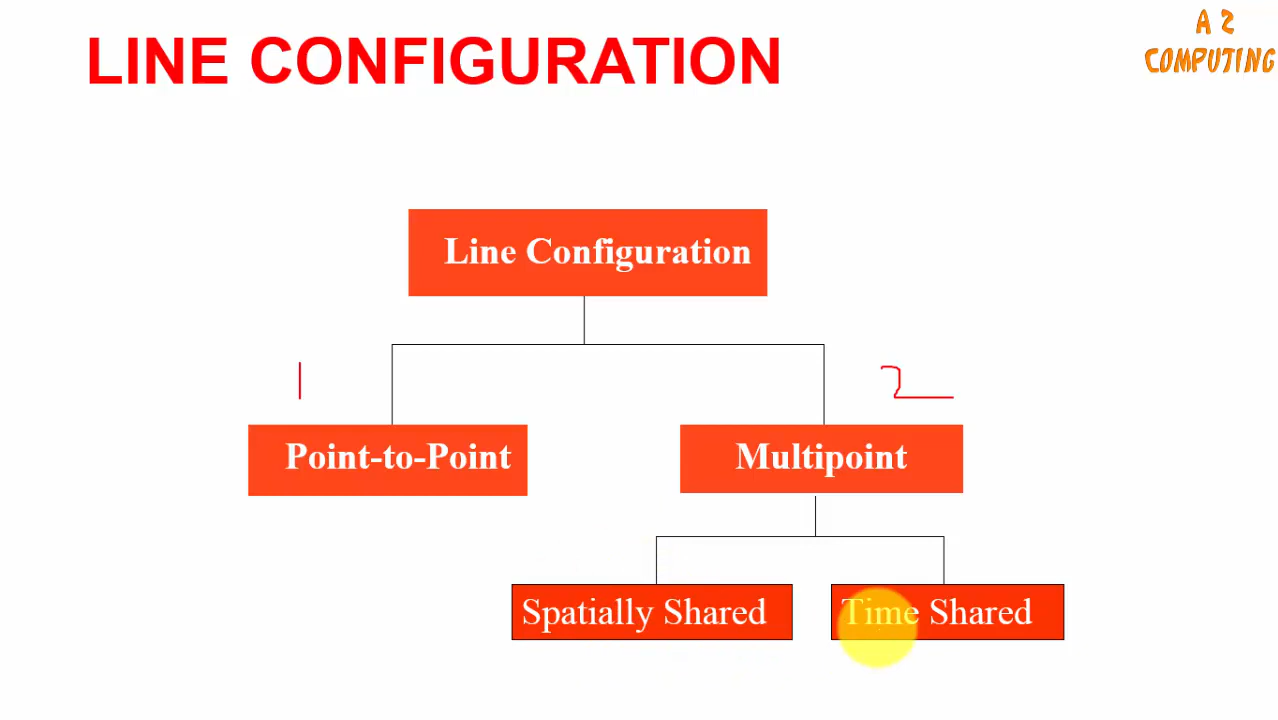 LINE CONFIGURATION
A 2
COMPUTING
Line Configuration
1
2
Point-to-Point
Multipoint
Spatially Shared
Time Shared